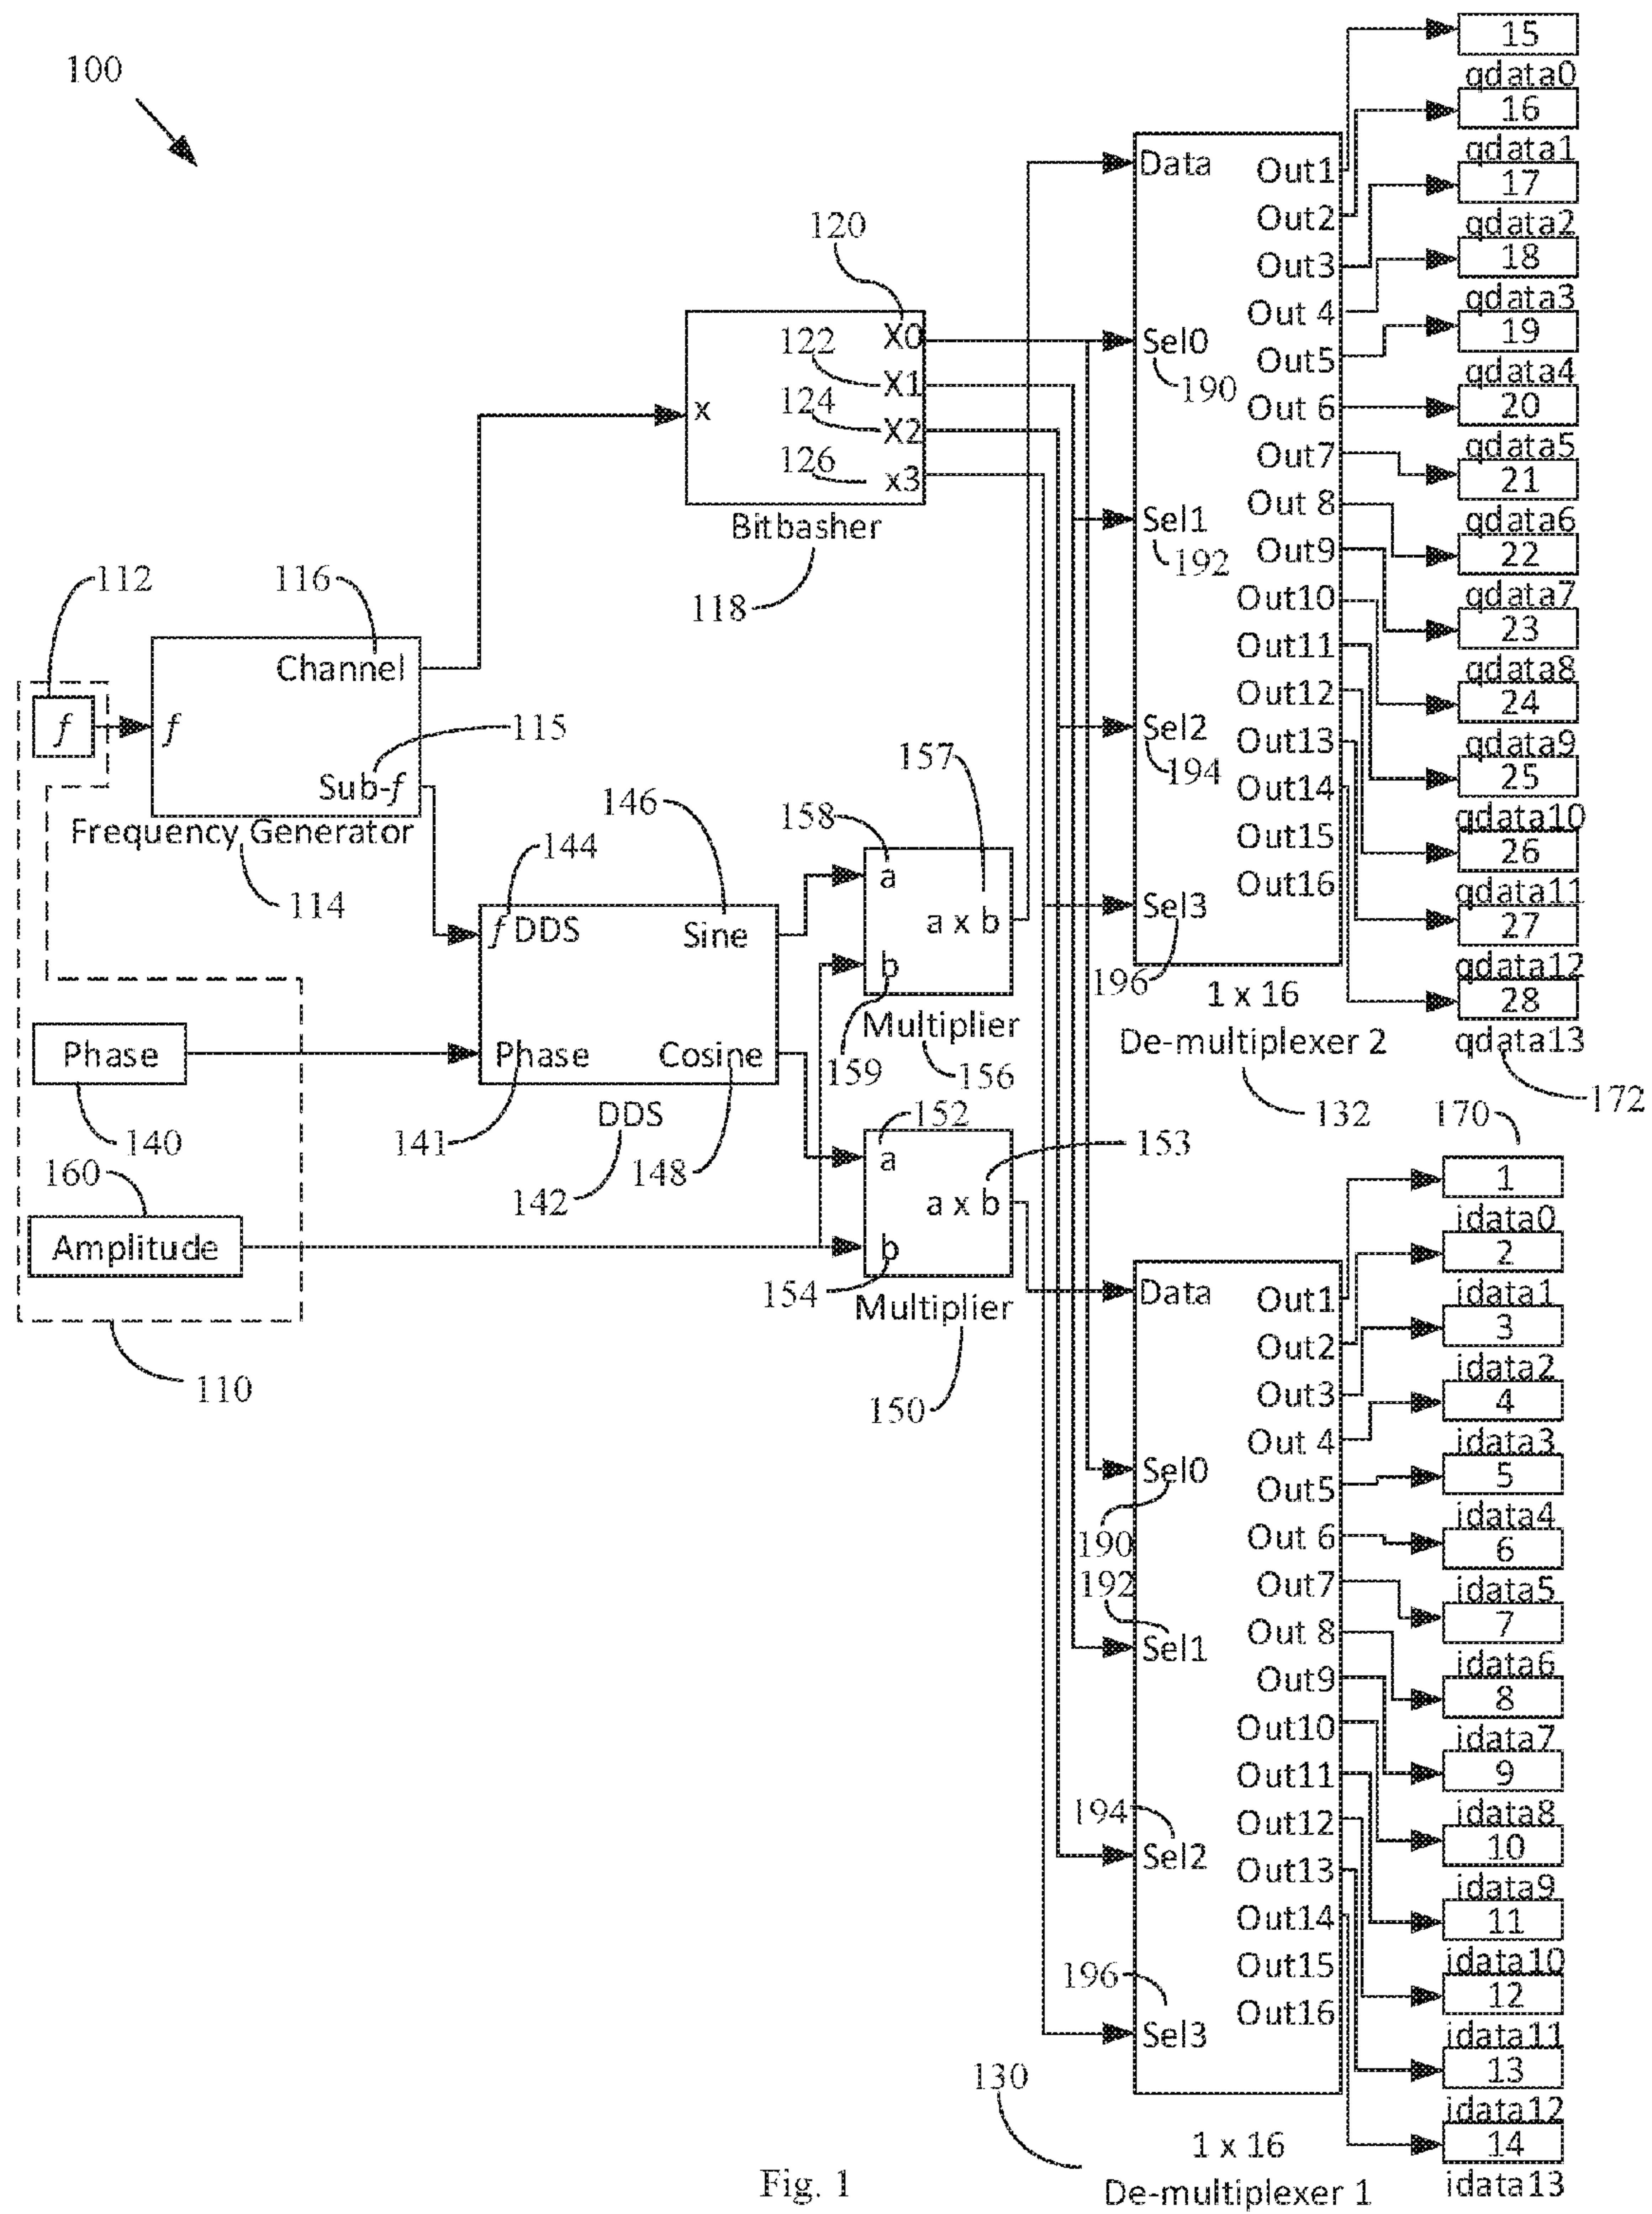 100
15
qdata0
16
qdata1
17
qdata2
18
qdata3
19
qdata4
20
qdata5
21
qdata6
22
qdata7
23
qdata8
24
qdata9
25
qdata10
26
qdata11
27
qdata12
28
qdata13
172
Data
Out1
Out2
Out3
Out 4
Sel0
190
Out5
Out 6
Out7
Out 8
Sel1
192
Out9
Out10
Out11
Out12
Sel2
194
Out13
Out14
Out15
Out16
Sel3
196
1 x 16
De-multiplexer 2
132
120
X0
122
X1
124
X2
126
x3
x
Bitbasher
118
112
f
116
Channel
f
115
Sub-f
Frequency Generator
114
144
f DDS
146
Sine
Phase
141
Cosine
148
DDS
142
Phase
140
160
Amplitude
110
158
a
157
a x b
b
159
Multiplier
156
152
a
153
a x b
b
154
Multiplier
150
170
1
idata0
2
idata1
3
idata2
4
idata3
5
idata4
6
idata5
7
idata6
8
idata7
9
idata8
10
idata9
11
idata10
12
idata11
13
idata12
14
idata13
Data
Out1
Out2
Out3
Out 4
Sel0
190
Out5
Out 6
Out7
192
Sel1
Out 8
Out9
Out10
Out11
194
Sel2
Out12
Out13
Out14
Out15
196
Sel3
Out16
130
1 x 16
De-multiplexer 1
Fig. 1